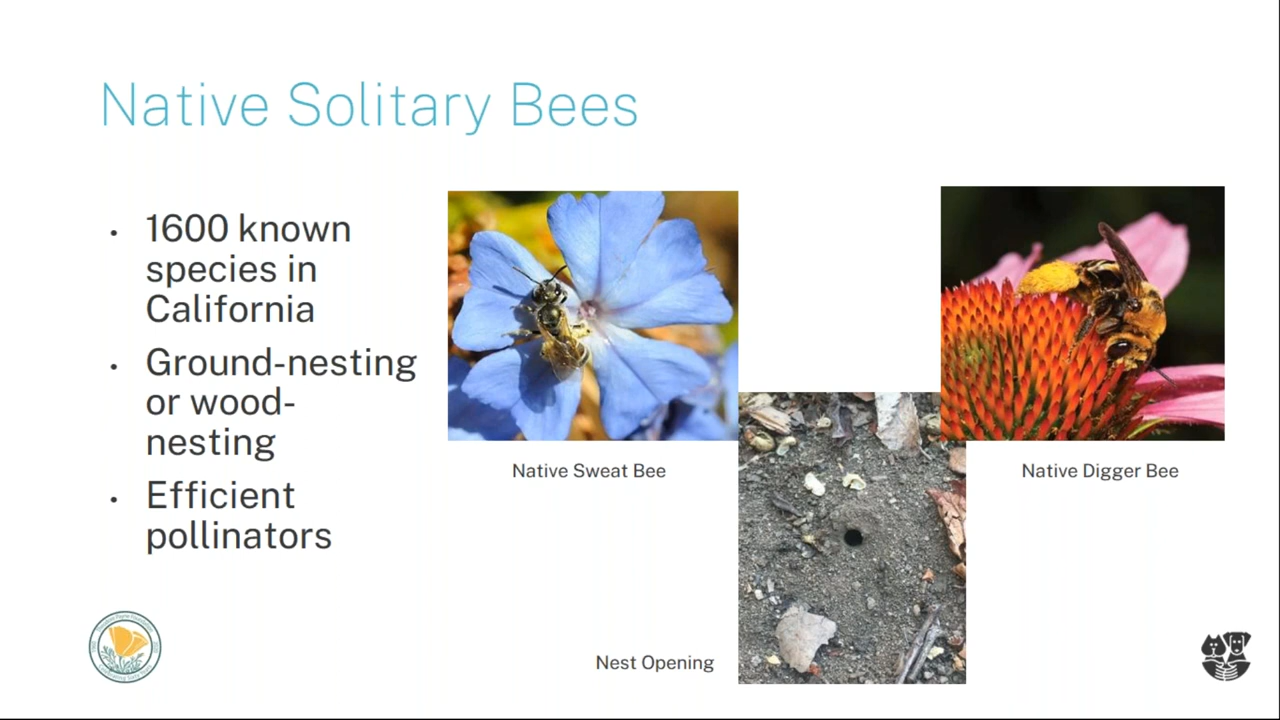 Native Solitary Bees
• 1600 known
species in
California
• Ground-nesting
or wood-
nesting
• Efficient
pollinators
Native Sweat Bee
Native Digger Bee
Nest Opening